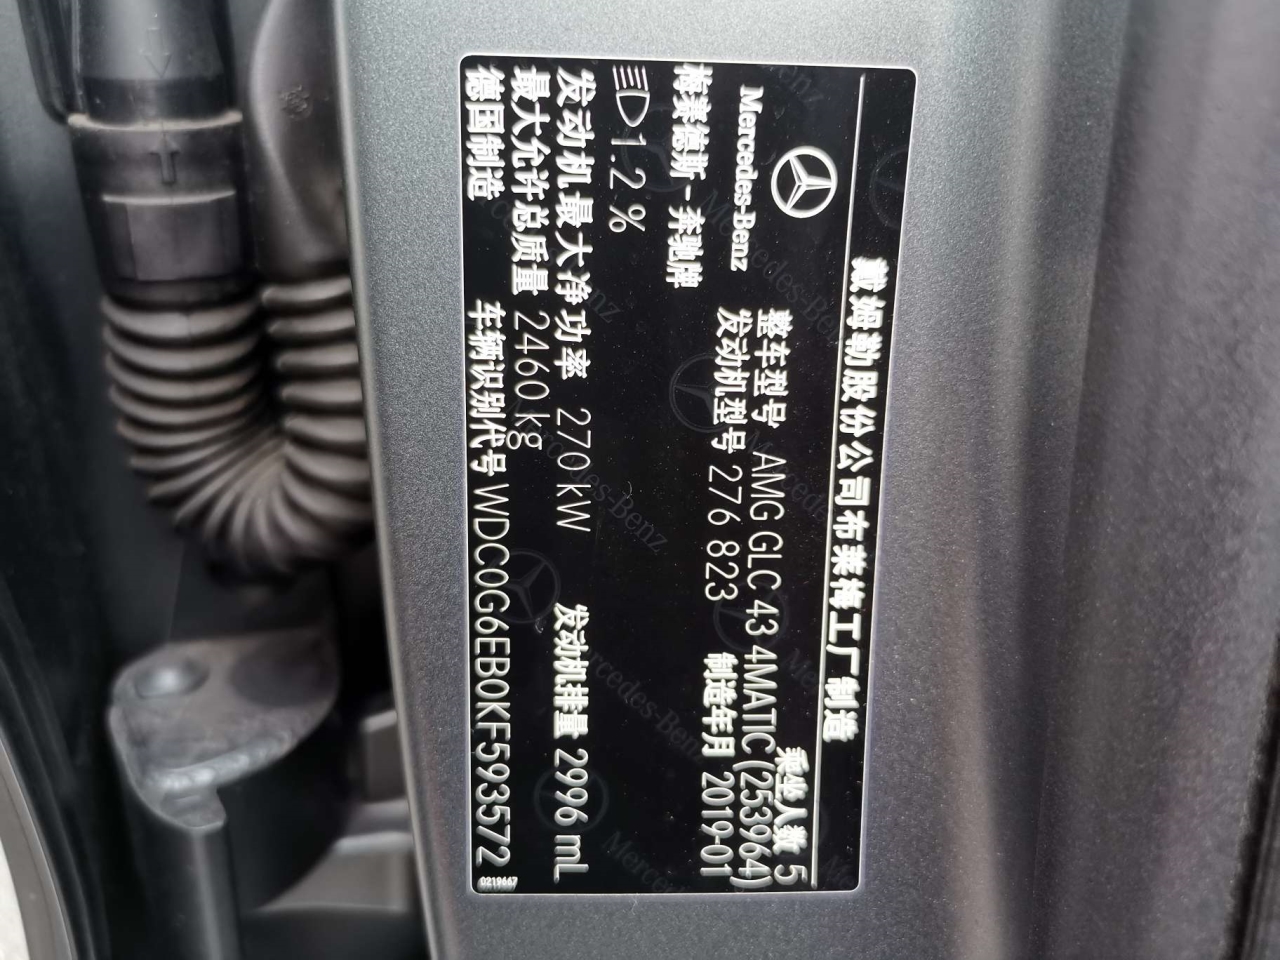 戴姆勒股份公司布莱梅工厂制造
Mercedes-Benz
乘坐人数 5
整车型号 AMG GLC 43 4MATIC (253964)
发动机型号 276 823 制造年月 2019-01
梅赛德斯-奔驰牌
1.2 %
发动机最大净功率 270kW 发动机排量 2996 mL
最大允许总质量 2460kg
德国制造 车辆识别代号 WDC0G6EB0KF593572
0219667